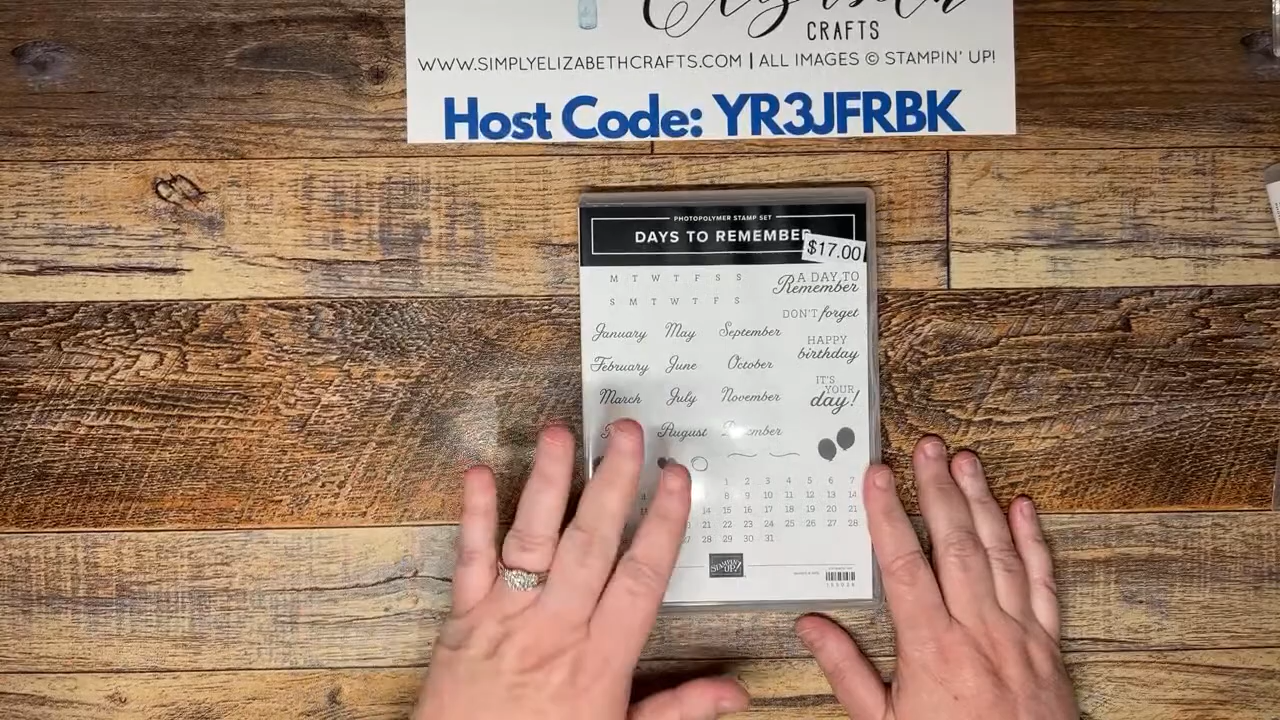 CRAFTS
WWW.SIMPLYELIZABETHCRAFTS.COM | ALL IMAGES © STAMPIN' UP!
Host Code: YR3JFRBK
PHOTOPOLYMER STAMP SET
DAYS TO REMEMBER
$17.00
M T W T F S S
S M T W T F S
A DAY TO
Remember
DON'T forget
HAPPY
birthday
IT'S
YOUR
day!
January May September
February June October
March July November
August December
1 2 3 4 5 6 7
8 9 10 11 12 13 14
14 15 16 17 18 19 20 21
21 22 23 24 25 26 27 28
28 29 30 31
STAMPIN' UP!